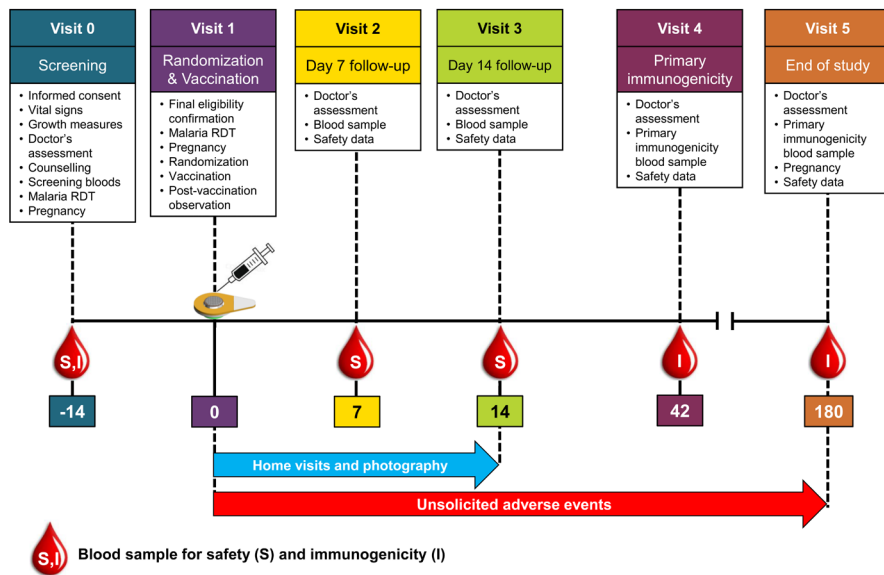 Visit 0
Screening
• Informed consent
• Vital signs
• Growth measures
• Doctor's
assessment
• Counselling
• Screening bloods
• Malaria RDT
• Pregnancy
Visit 1
Randomization
& Vaccination
• Final eligibility
confirmation
• Malaria RDT
• Pregnancy
• Randomization
• Vaccination
• Post-vaccination
observation
Visit 2
Day 7 follow-up
• Doctor's
assessment
• Blood sample
• Safety data
Visit 3
Day 14 follow-up
• Doctor's
assessment
• Blood sample
• Safety data
Visit 4
Primary
immunogenicity
• Doctor's
assessment
• Primary
immunogenicity
blood sample
• Safety data
Visit 5
End of study
• Doctor's
assessment
• Primary
immunogenicity
blood sample
• Pregnancy
• Safety data
S,I
S
S
I
I
-14
0
7
14
42
180
Home visits and photography
Unsolicited adverse events
S,I
Blood sample for safety (S) and immunogenicity (I)